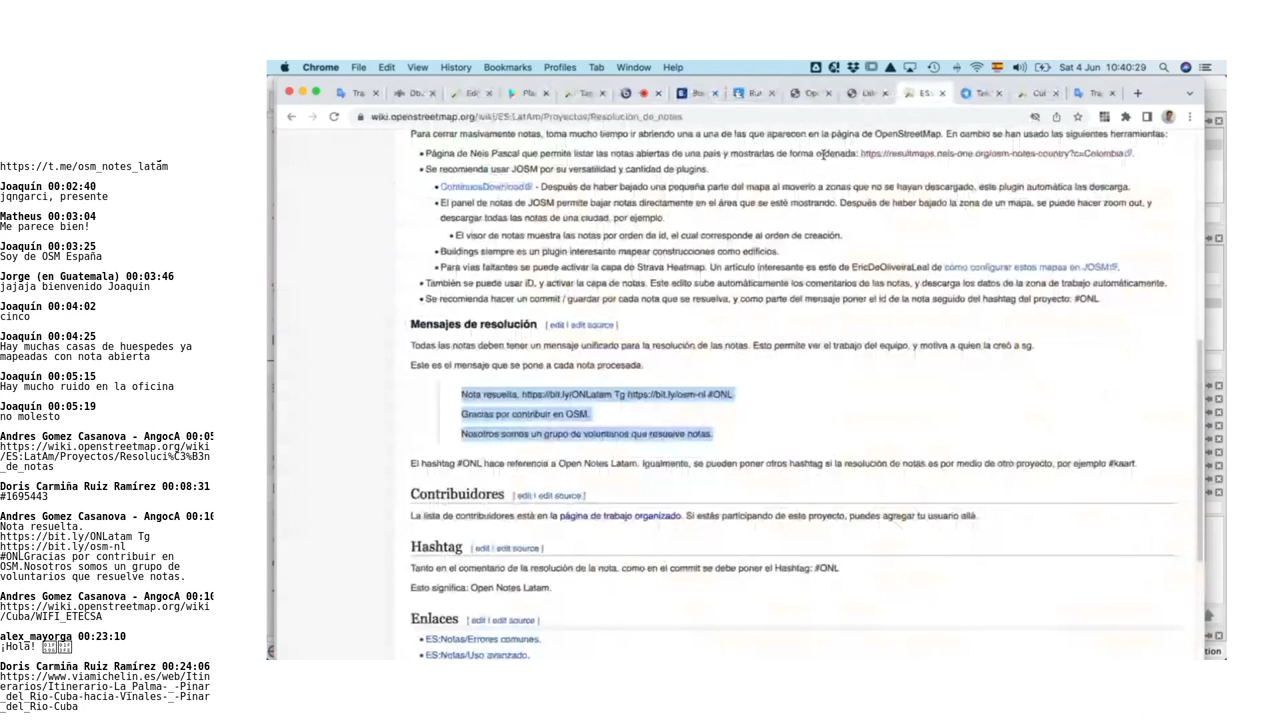 https://t.me/osm_notes_latam
Joaquín 00:02:40
jqngarci, presente
Matheus 00:03:04
Me parece bien!
Joaquín 00:03:25
Soy de OSM España
Jorge (en Guatemala) 00:03:46
jajaja bienvenido Joaquín
Joaquín 00:04:02
cinco
Joaquín 00:04:25
Hay muchas casas de huespedes ya
mapeadas con nota abierta
Joaquín 00:05:15
Hay mucho ruido en la oficina
Joaquín 00:05:19
no molesto
Andres Gomez Casanova - AngocA 00:05
https://wiki.openstreetmap.org/wiki
/ES:LatAm/Proyectos/Resoluci%C3%B3n
_de_notas
Doris Carmiña Ruiz Ramírez 00:08:31
#1695443
Andres Gomez Casanova - AngocA 00:16
Nota resuelta.
https://bit.ly/ONLatam Tg
https://bit.ly/osm-nl
#ONLGracias por contribuir en
OSM.Nosotros somos un grupo de
voluntarios que resuelve notas.
Andres Gomez Casanova - AngocA 00:16
https://wiki.openstreetmap.org/wiki
/Cuba/WIFI_ETECSA
alex_mayorga 00:23:10
¡Hola!
Doris Carmiña Ruiz Ramírez 00:24:06
https://www.viamichelin.es/web/Itin
erarios/Itinerario-La_Palma-_-Pinar
_del_Rio-Cuba-hacia-Vinales-_-Pinar
_del_Rio-Cuba
Chrome File Edit View History Bookmarks Profiles Tab Window Help Sat 4 Jun 10:40:29
wiki.openstreetmap.org/wiki/ES:LatAm/Proyectos/Resolución_de_notas
Para cerrar masivamente notas, toma mucho tiempo ir abriendo una a una de las que aparecen en la página de OpenStreetMap. En cambio se han usado las siguientes herramientas:
• Página de Neis Pascal que permite listar las notas abiertas de una país y mostrarlas de forma ordenada: https://resultmaps.neis-one.org/osm-notes-country?c=Colombia.
• Se recomienda usar JOSM por su versatilidad y cantidad de plugins.
• ContinuosDownload - Después de haber bajado una pequeña parte del mapa al moverlo a zonas que no se hayan descargado, este plugin automática las descarga.
• El panel de notas de JOSM permite bajar notas directamente en el área que se esté mostrando. Después de haber bajado la zona de un mapa, se puede hacer zoom out, y
descargar todas las notas de una ciudad, por ejemplo.
• El visor de notas muestra las notas por orden de id, el cual corresponde al orden de creación.
• Buildings siempre es un plugin interesante mapear construcciones como edificios.
• Para vías faltantes se puede activar la capa de Strava Heatmap. Un artículo interesante es este de EricDeOliveiraLeal de cómo configurar estos mapas en JOSM.
• También se puede usar iD, y activar la capa de notas. Este edito sube automáticamente los comentarios de las notas, y descarga los datos de la zona de trabajo automáticamente.
• Se recomienda hacer un commit / guardar por cada nota que se resuelva, y como parte del mensaje poner el id de la nota seguido del hashtag del proyecto: #ONL
Mensajes de resolución [ edit | edit source ]
Todas las notas deben tener un mensaje unificado para la resolución de las notas. Esto permite ver el trabajo del equipo, y motiva a quien la creó a sg.
Este es el mensaje que se pone a cada nota procesada.
Nota resuelta. https://bit.ly/ONLatam Tg https://bit.ly/osm-nl #ONL
Gracias por contribuir en OSM.
Nosotros somos un grupo de voluntarios que resuelve notas.
El hashtag #ONL hace referencia a Open Notes Latam. Igualmente, se pueden poner otros hashtag si la resolución de notas es por medio de otro proyecto, por ejemplo #kaart.
Contribuidores [ edit | edit source ]
La lista de contribuidores está en la página de trabajo organizado. Si estás participando de este proyecto, puedes agregar tu usuario allá.
Hashtag [ edit | edit source ]
Tanto en el comentario de la resolución de la nota, como en el commit se debe poner el Hashtag: #ONL
Esto significa: Open Notes Latam.
Enlaces [ edit | edit source ]
• ES:Notas/Errores comunes.
• ES:Notas/Uso avanzado.
tion